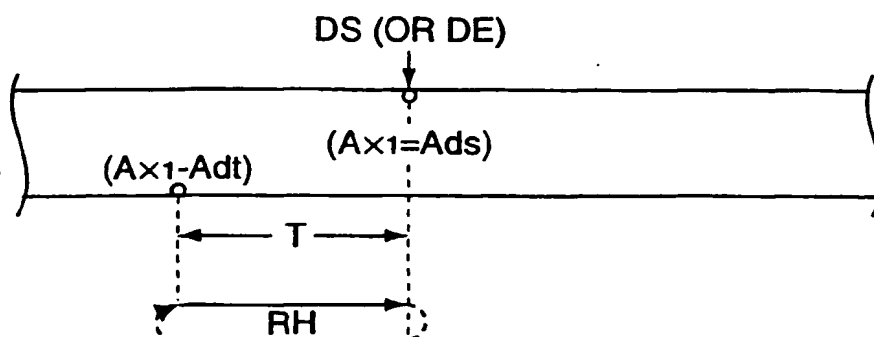 DS (OR DE)
(A×1=Ads)
(A×1-Adt)
T
RH